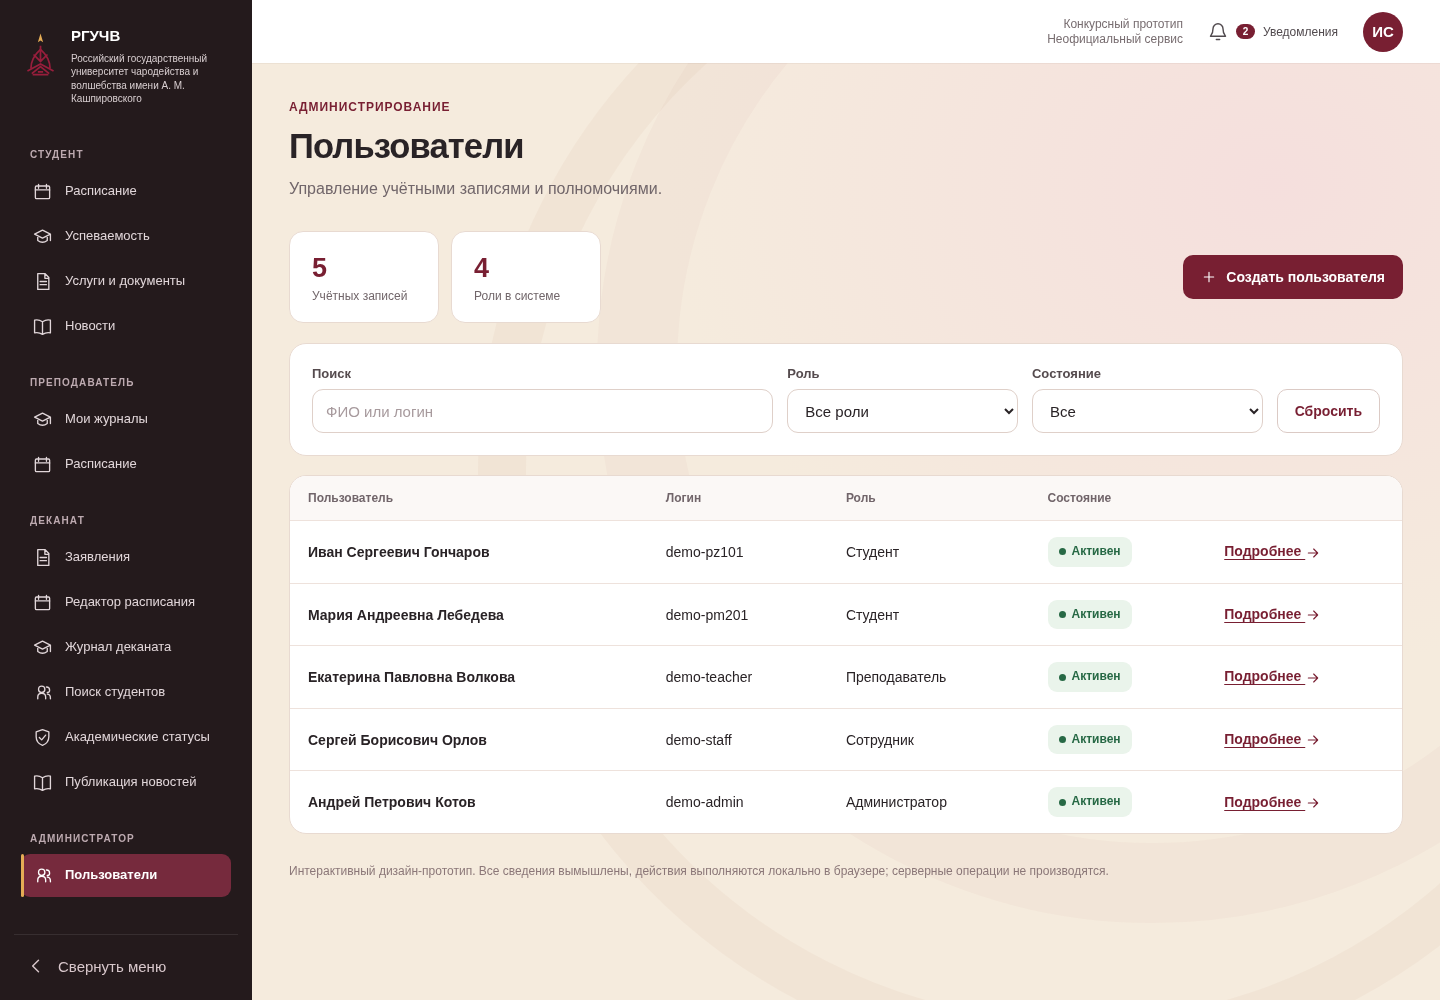 РГУЧВ
Российский государственный
университет чародейства и
волшебства имени А. М.
Кашпировского
СТУДЕНТ
Расписание
Успеваемость
Услуги и документы
Новости
ПРЕПОДАВАТЕЛЬ
Мои журналы
Расписание
ДЕКАНАТ
Заявления
Редактор расписания
Журнал деканата
Поиск студентов
Академические статусы
Публикация новостей
АДМИНИСТРАТОР
Пользователи
Свернуть меню
Конкурсный прототип
Неофициальный сервис
2 Уведомления
ИС
АДМИНИСТРИРОВАНИЕ
Пользователи
Управление учётными записями и полномочиями.
5
Учётных записей
4
Роли в системе
Создать пользователя
Поиск Роль Состояние
ФИО или логин Все роли Все Сбросить
Пользователь Логин Роль Состояние
Иван Сергеевич Гончаров demo-pz101 Студент Активен Подробнее
Мария Андреевна Лебедева demo-pm201 Студент Активен Подробнее
Екатерина Павловна Волкова demo-teacher Преподаватель Активен Подробнее
Сергей Борисович Орлов demo-staff Сотрудник Активен Подробнее
Андрей Петрович Котов demo-admin Администратор Активен Подробнее
Интерактивный дизайн-прототип. Все сведения вымышлены, действия выполняются локально в браузере; серверные операции не производятся.